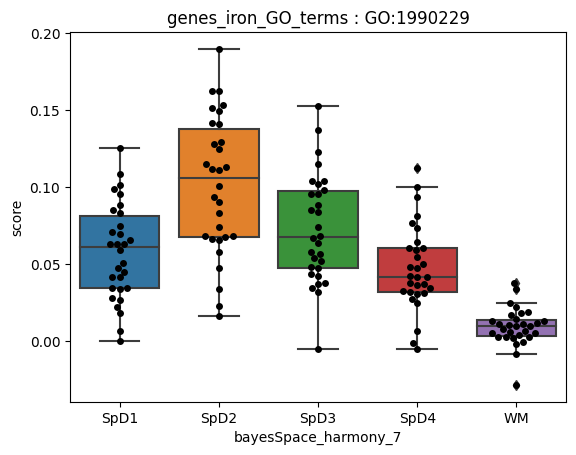 genes_iron_GO_terms : GO:1990229
0.20
0.15
0.10
0.05
0.00
score
SpD1 SpD2 SpD3 SpD4 WM
bayesSpace_harmony_7